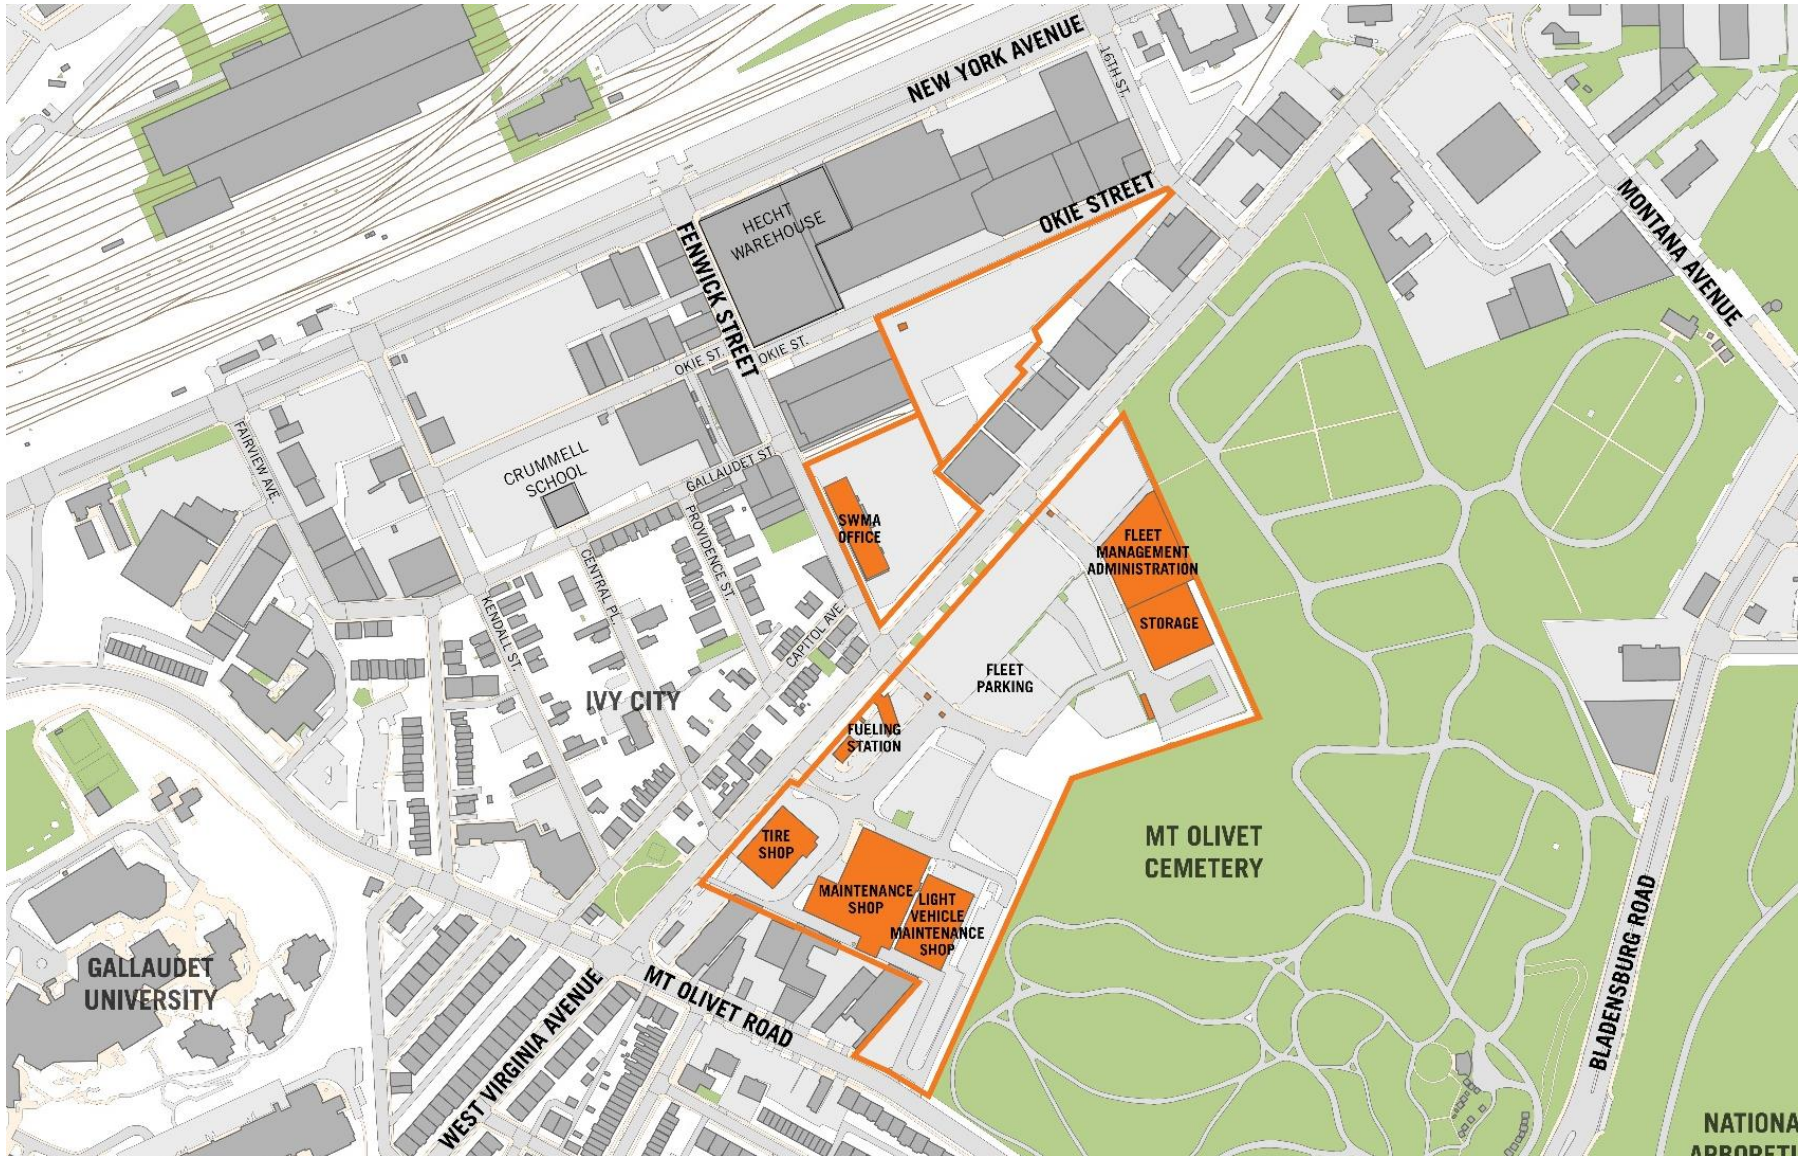 NEW YORK AVENUE
16TH ST.
HECHT
WAREHOUSE
OKIE STREET
FENWICK STREET
MONTANA AVENUE
OKIE ST.
OKIE ST.
FAIRVIEW AVE.
CRUMMELL
SCHOOL
GALLAUDET ST.
PROVIDENCE ST.
SWMA
OFFICE
FLEET
MANAGEMENT
ADMINISTRATION
CENTRAL PL.
KENDALL ST.
CAPITOL AVE.
STORAGE
IVY CITY
FLEET
PARKING
FUELING
STATION
TIRE
SHOP
MT OLIVET
CEMETERY
MAINTENANCE
SHOP
LIGHT
VEHICLE
MAINTENANCE
SHOP
BLADENSBURG ROAD
GALLAUDET
UNIVERSITY
MT OLIVET ROAD
WEST VIRGINIA AVENUE
NATIONA
ARBORETU